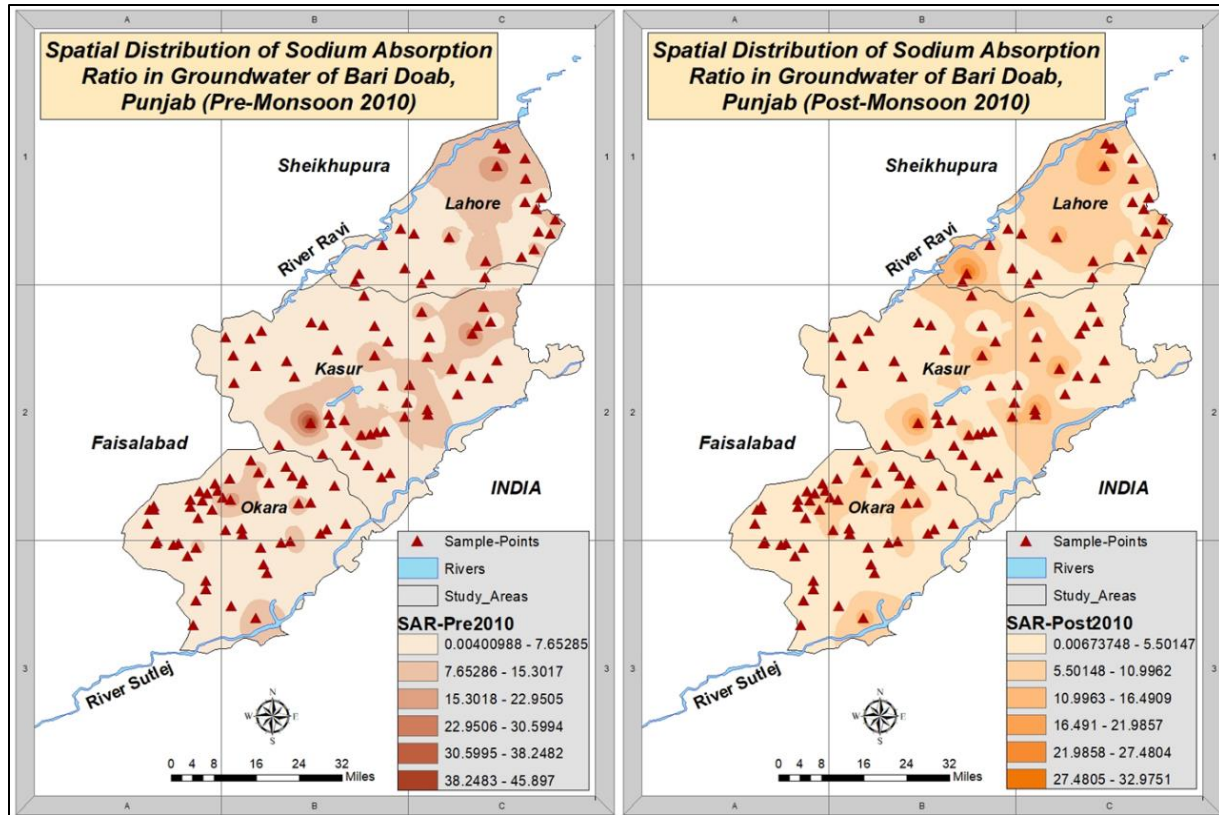 A
B
C
Spatial Distribution of Sodium Absorption
Ratio in Groundwater of Bari Doab,
Punjab (Pre-Monsoon 2010)
1
1
Sheikhupura
Lahore
River Ravi
Kasur
2
2
Faisalabad
INDIA
Okara
Sample-Points
Rivers
Study_Areas
SAR-Pre2010
0.00400988 - 7.65285
7.65286 - 15.3017
15.3018 - 22.9505
22.9506 - 30.5994
30.5995 - 38.2482
38.2483 - 45.897
3
3
River Sutlej
N
W
E
S
0 4 8 16 24 32
Miles
A
B
C
A
B
C
Spatial Distribution of Sodium Absorption
Ratio in Groundwater of Bari Doab,
Punjab (Post-Monsoon 2010)
1
1
Sheikhupura
Lahore
River Ravi
Kasur
2
2
Faisalabad
INDIA
Okara
Sample-Points
Rivers
Study_Areas
SAR-Post2010
0.00673748 - 5.50147
5.50148 - 10.9962
10.9963 - 16.4909
16.491 - 21.9857
21.9858 - 27.4804
27.4805 - 32.9751
3
3
River Sutlej
N
W
E
S
0 4 8 16 24 32
Miles
A
B
C